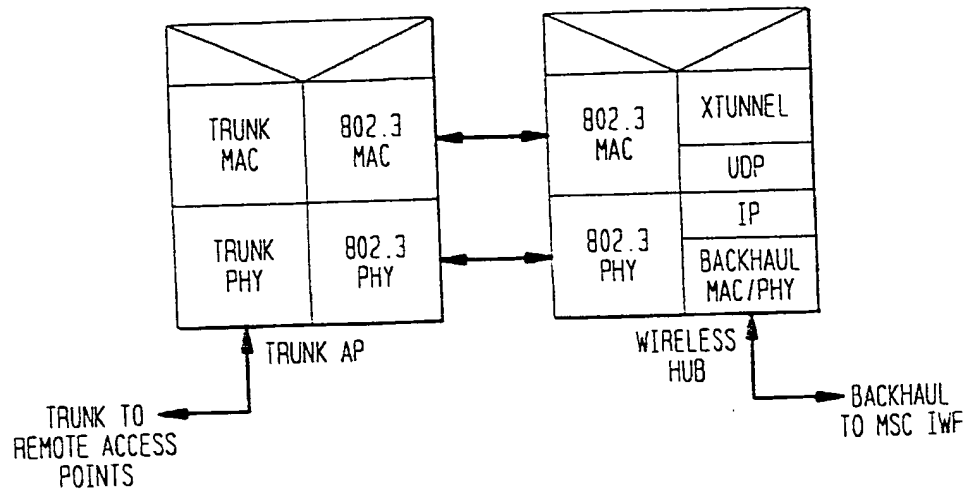 TRUNK
MAC
802.3
MAC
802.3
MAC
XTUNNEL
UDP
TRUNK
PHY
802.3
PHY
802.3
PHY
IP
BACKHAUL
MAC/PHY
TRUNK AP
WIRELESS
HUB
TRUNK TO
REMOTE ACCESS
POINTS
BACKHAUL
TO MSC IWF